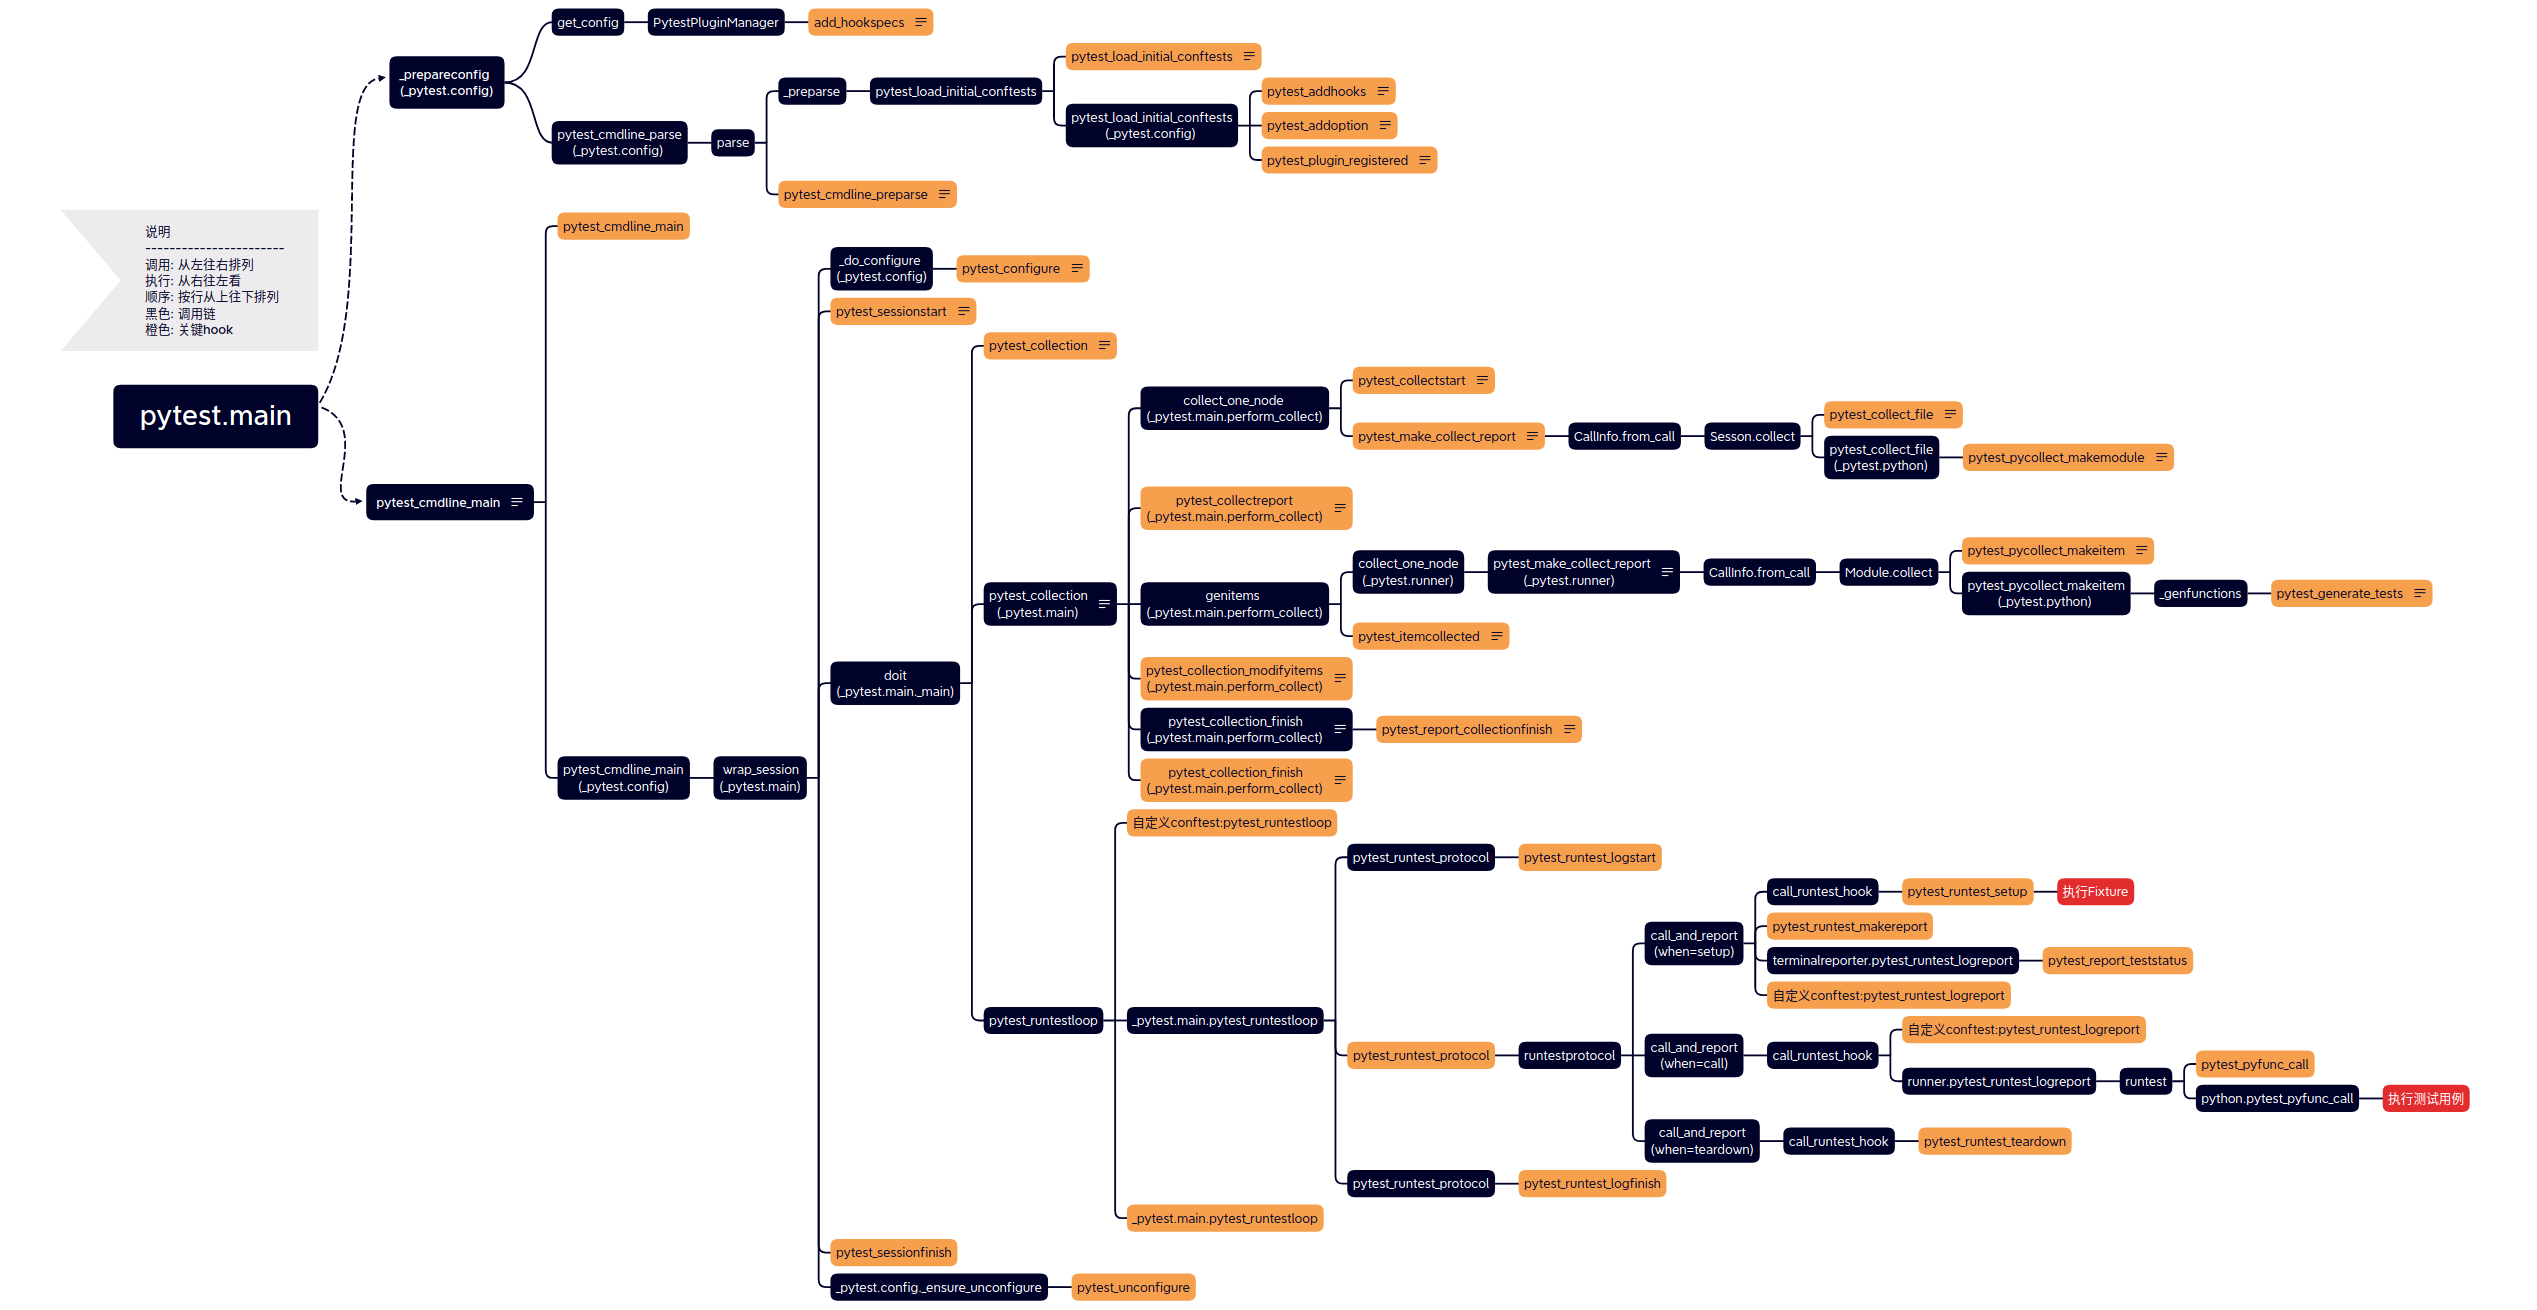 get_config
PytestPluginManager
add_hookspecs
_prepareconfig
(_pytest.config)
pytest_load_initial_conftests
_preparse
pytest_load_initial_conftests
pytest_addhooks
pytest_load_initial_conftests
(_pytest.config)
pytest_addoption
pytest_cmdline_parse
(_pytest.config)
parse
pytest_plugin_registered
pytest_cmdline_preparse
说明
-----------------------
调用: 从左往右排列
执行: 从右往左看
顺序: 按行从上往下排列
黑色: 调用链
橙色: 关键hook
pytest.main
pytest_cmdline_main
pytest_cmdline_main
_do_configure
(_pytest.config)
pytest_configure
pytest_sessionstart
pytest_collection
pytest_collectstart
collect_one_node
(_pytest.main.perform_collect)
pytest_make_collect_report
CallInfo.from_call
Sesson.collect
pytest_collect_file
pytest_collect_file
(_pytest.python)
pytest_pycollect_makemodule
pytest_collectreport
(_pytest.main.perform_collect)
pytest_collection
(_pytest.main)
genitems
(_pytest.main.perform_collect)
collect_one_node
(_pytest.runner)
pytest_make_collect_report
(_pytest.runner)
CallInfo.from_call
Module.collect
pytest_pycollect_makeitem
pytest_pycollect_makeitem
(_pytest.python)
_genfunctions
pytest_generate_tests
pytest_itemcollected
doit
(_pytest.main._main)
pytest_collection_modifyitems
(_pytest.main.perform_collect)
pytest_collection_finish
(_pytest.main.perform_collect)
pytest_report_collectionfinish
pytest_cmdline_main
(_pytest.config)
wrap_session
(_pytest.main)
pytest_collection_finish
(_pytest.main.perform_collect)
自定义conftest:pytest_runtestloop
pytest_runtest_protocol
pytest_runtest_logstart
call_runtest_hook
pytest_runtest_setup
执行Fixture
call_and_report
(when=setup)
pytest_runtest_makereport
terminalreporter.pytest_runtest_logreport
pytest_report_teststatus
自定义conftest:pytest_runtest_logreport
pytest_runtestloop
_pytest.main.pytest_runtestloop
pytest_runtest_protocol
runtestprotocol
call_and_report
(when=call)
call_runtest_hook
自定义conftest:pytest_runtest_logreport
runner.pytest_runtest_logreport
runtest
pytest_pyfunc_call
python.pytest_pyfunc_call
执行测试用例
call_and_report
(when=teardown)
call_runtest_hook
pytest_runtest_teardown
pytest_runtest_protocol
pytest_runtest_logfinish
_pytest.main.pytest_runtestloop
pytest_sessionfinish
_pytest.config._ensure_unconfigure
pytest_unconfigure